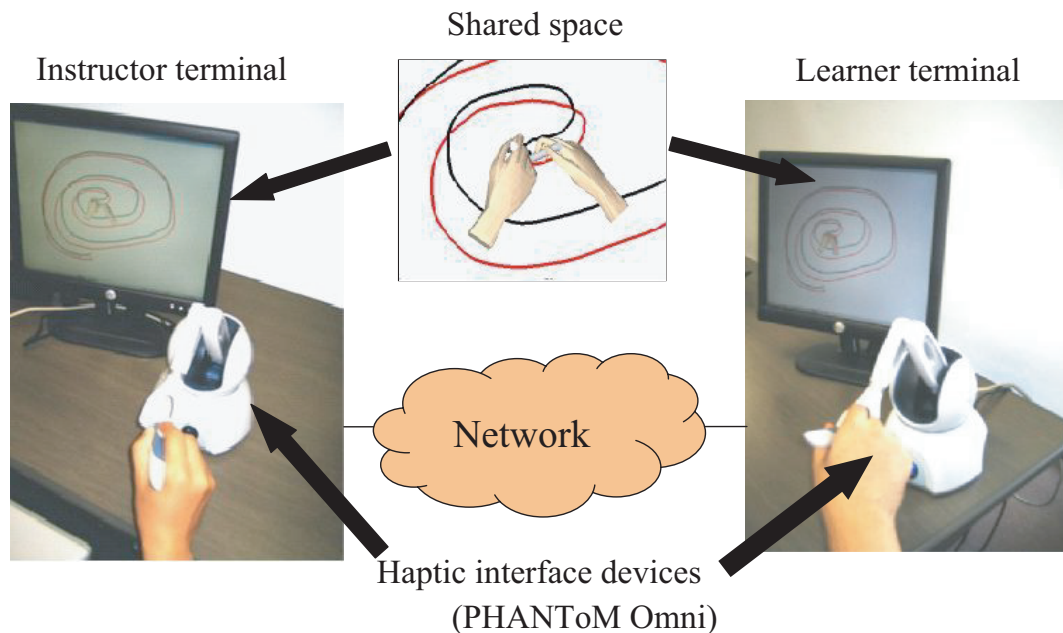 Shared space
Instructor terminal
Learner terminal
Network
Haptic interface devices
(PHANToM Omni)